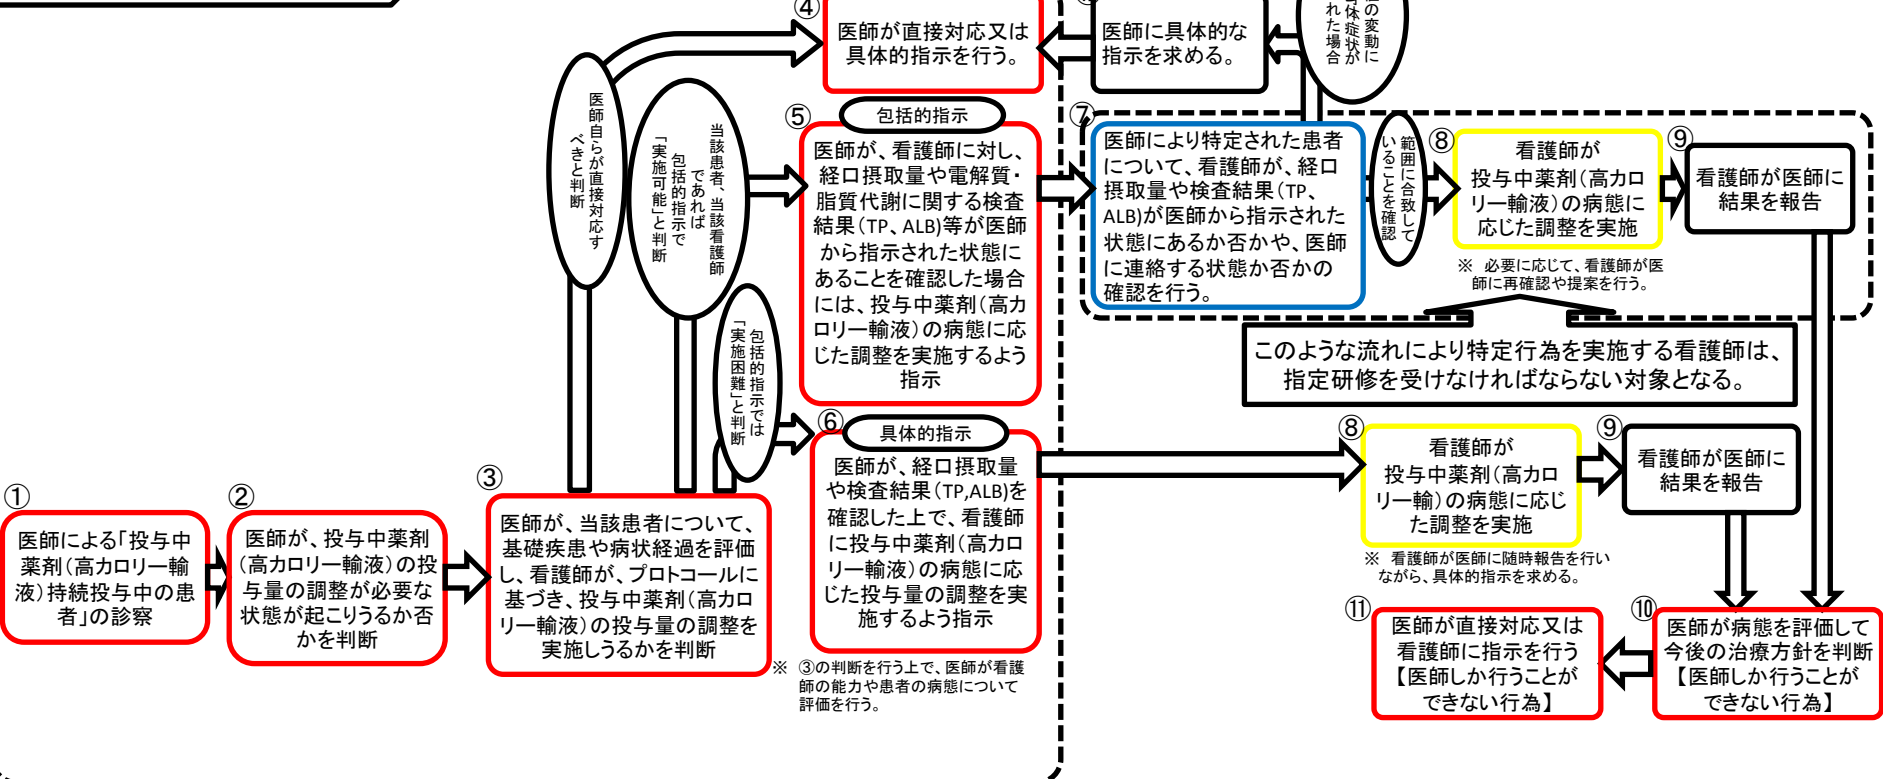 ①
医師による「投与中
薬剤（高カロリー輸
液）持続投与中の患
者」の診察
②
医師が、投与中薬剤
（高カロリー輸液）の投
与量の調整が必要な
状態が起こりうるか否
かを判断
③
医師が、当該患者について、
基礎疾患や病状経過を評価
し、看護師が、プロトコールに
基づき、投与中薬剤（高カロ
リー輸液）の投与量の調整を
実施しうるかを判断
※　③の判断を行う上で、医師が看護
師の能力や患者の病態について
評価を行う。
医師自らが直接対応す
べきと判断
当該患者、当該看護師
であれば
包括的指示で
「実施可能」と判断
包括的指示では
「実施困難」と判断
④
医師が直接対応又は
具体的指示を行う。
医師に具体的な
指示を求める。
の変動に
体症状が
れた場合
⑤
包括的指示
医師が、看護師に対し、
経口摂取量や電解質・
脂質代謝に関する検査
結果（TP、ALB）等が医師
から指示された状態に
あることを確認した場合
には、投与中薬剤（高カ
ロリー輸液）の病態に応
じた調整を実施するよう
指示
⑥
具体的指示
医師が、経口摂取量
や検査結果（TP,ALB)を
確認した上で、看護師
に投与中薬剤（高カロ
リー輸液）の病態に応
じた投与量の調整を実
施するよう指示
⑦
医師により特定された患者
について、看護師が、経口
摂取量や検査結果（TP、
ALB)が医師から指示された
状態にあるか否かや、医師
に連絡する状態か否かの
確認を行う。
範囲に合致して
いることを確認
⑧
看護師が
投与中薬剤（高カロ
リー輸液）の病態に
応じた調整を実施
※　必要に応じて、看護師が医
師に再確認や提案を行う。
⑨
看護師が医師に
結果を報告
このような流れにより特定行為を実施する看護師は、
指定研修を受けなければならない対象となる。
⑧
看護師が
投与中薬剤（高カロ
リー輸）の病態に応じ
た調整を実施
※　看護師が医師に随時報告を行い
ながら、具体的指示を求める。
⑨
看護師が医師に
結果を報告
⑩
医師が病態を評価して
今後の治療方針を判断
【医師しか行うことが
できない行為】
⑪
医師が直接対応又は
看護師に指示を行う
【医師しか行うことが
できない行為】